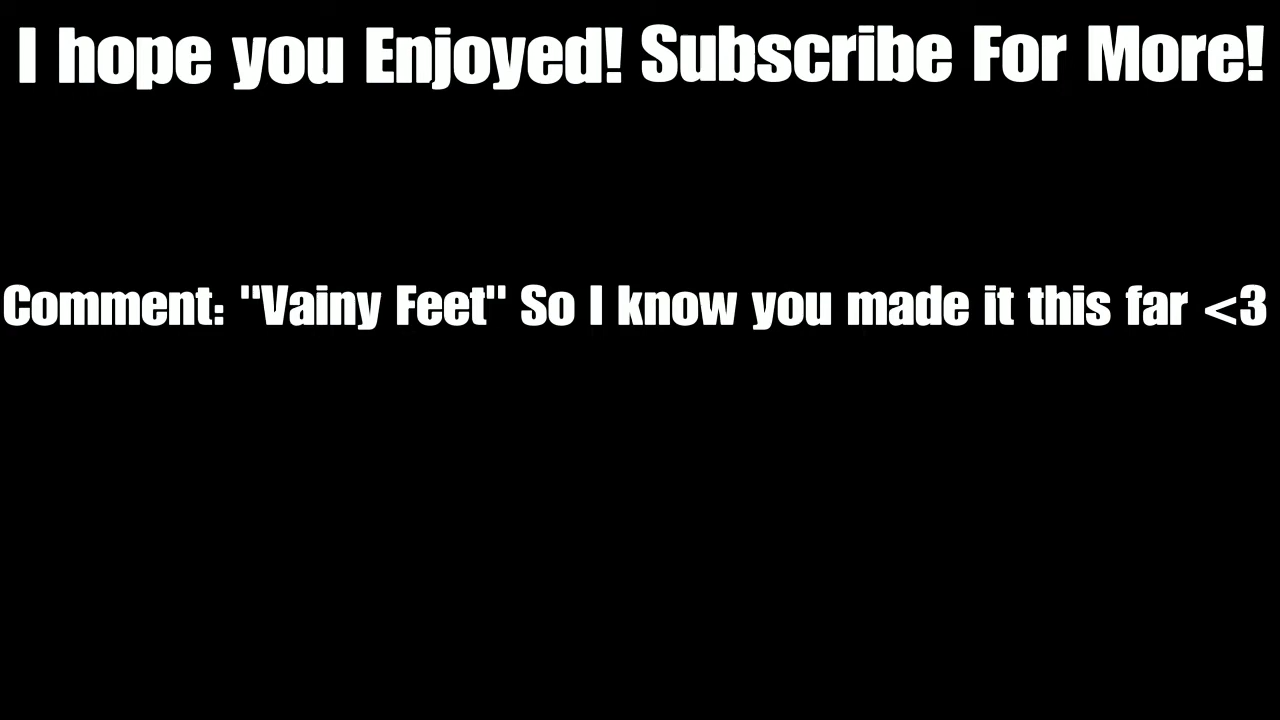 I hope you Enjoyed! Subscribe For More!
Comment: "Vainy Feet" So I know you made it this far <3